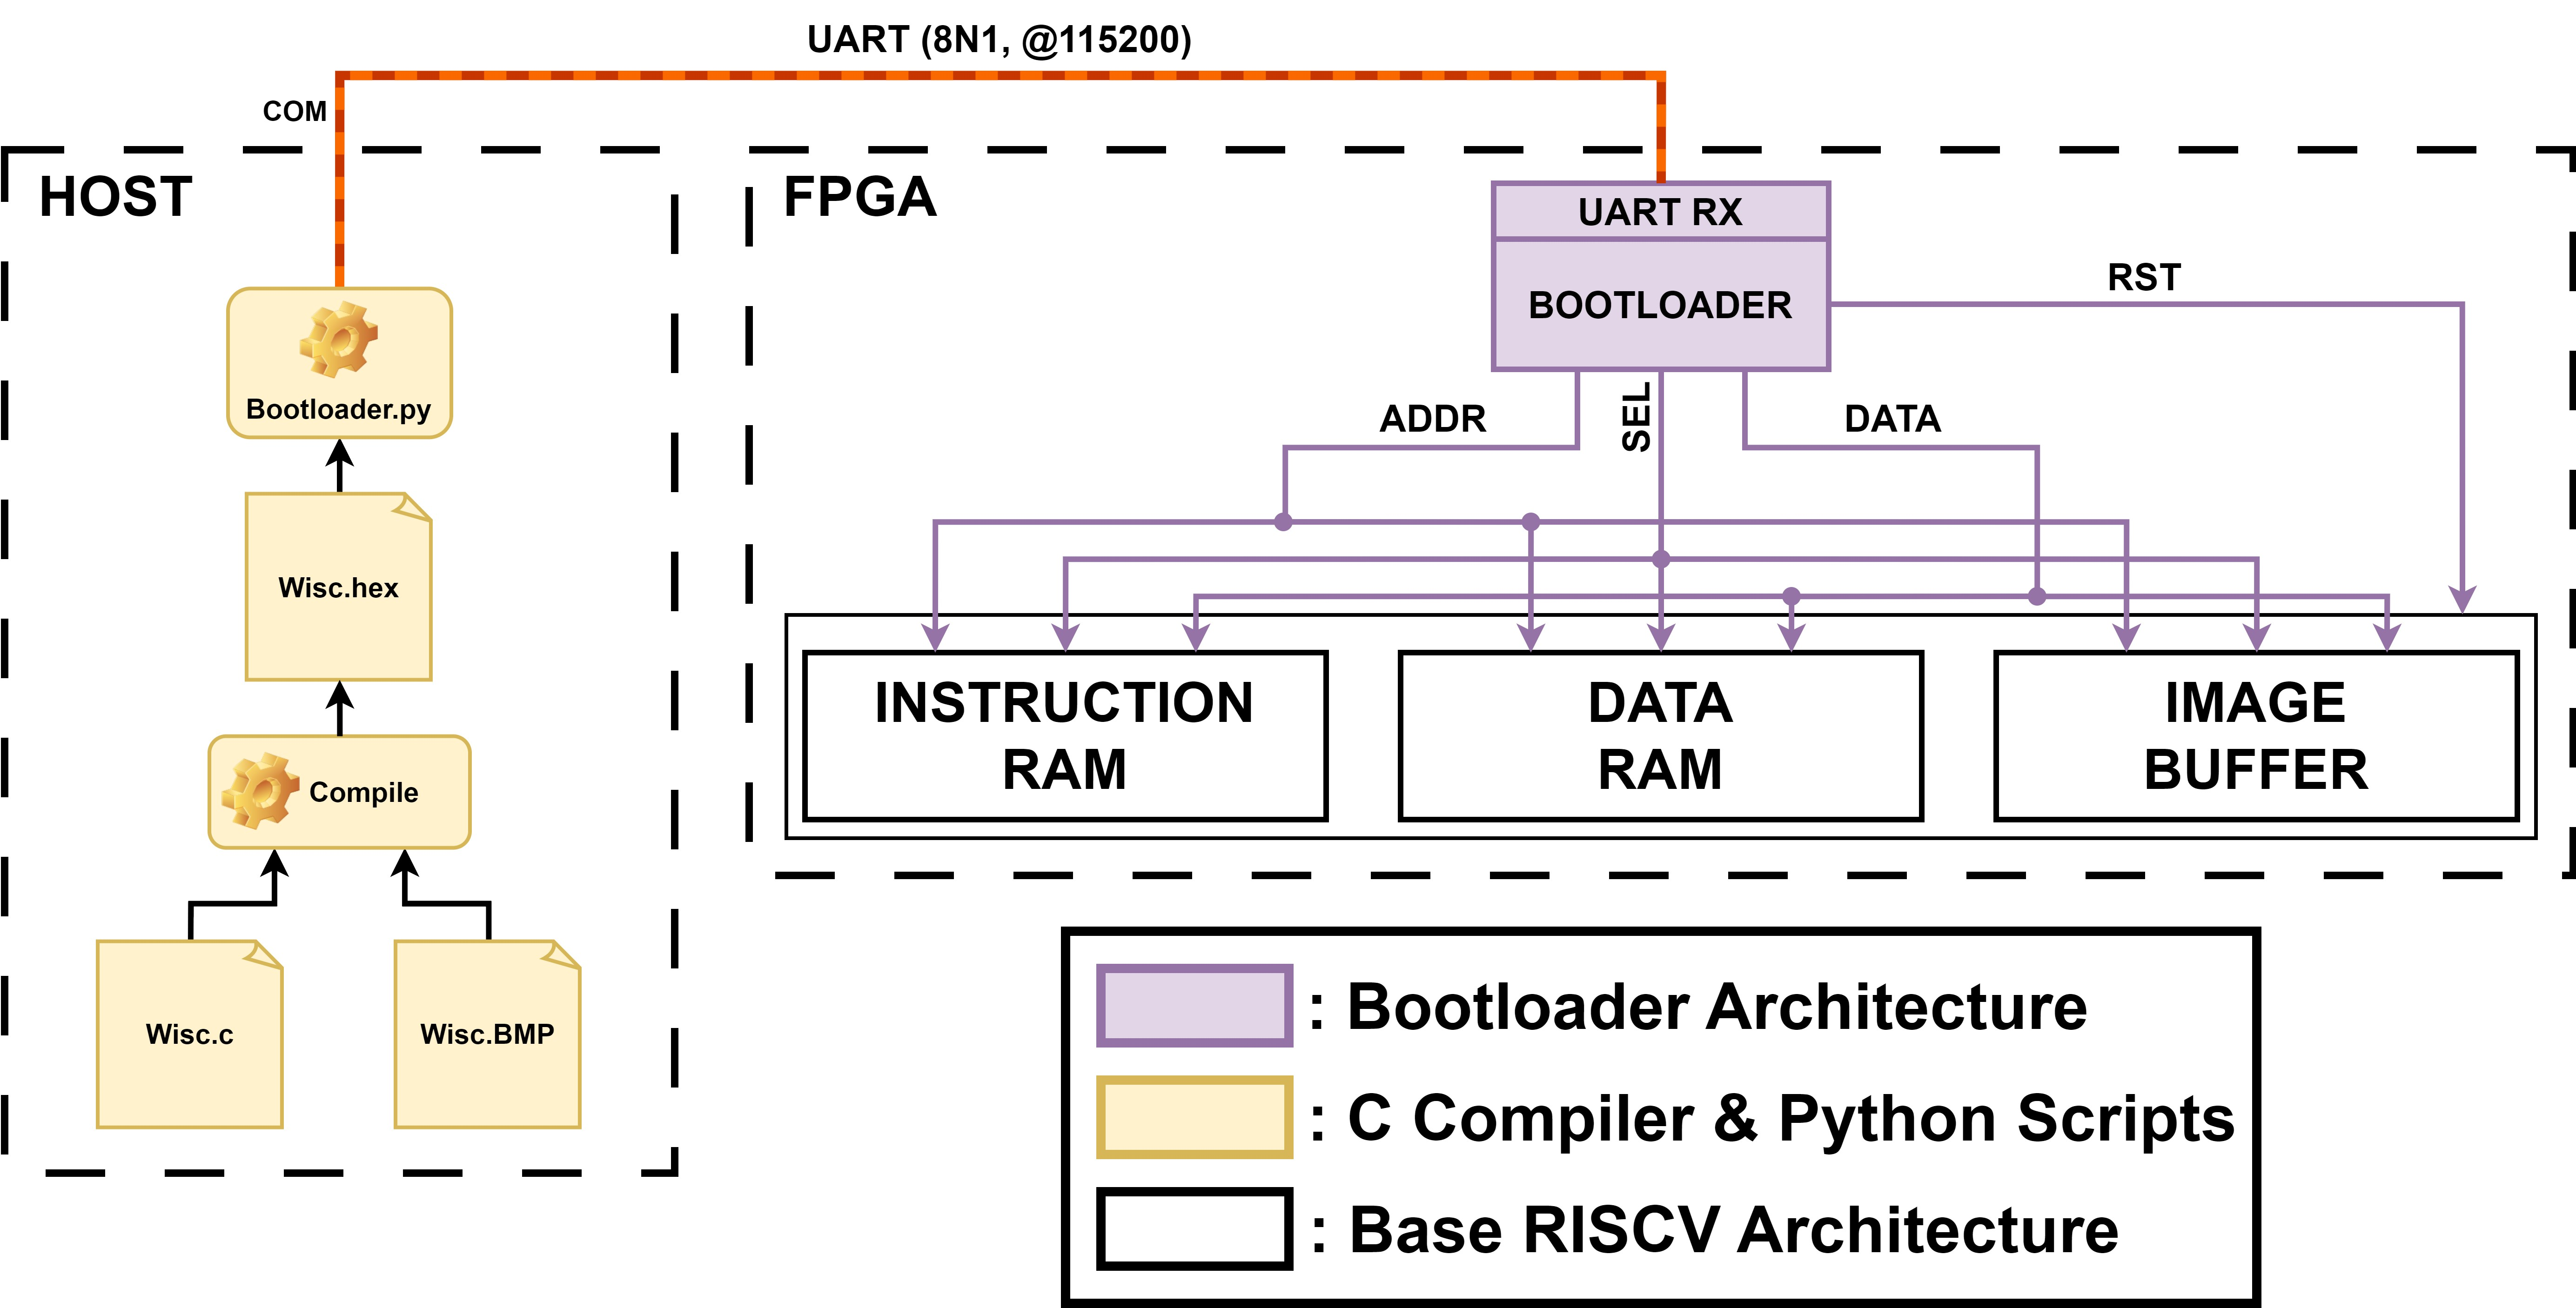 UART (8N1, @115200)
COM
HOST
FPGA
UART RX
BOOTLOADER
RST
ADDR
SEL
DATA
Bootloader.py
Wisc.hex
Compile
Wisc.c
Wisc.BMP
INSTRUCTION
RAM
DATA
RAM
IMAGE
BUFFER
: Bootloader Architecture
: C Compiler & Python Scripts
: Base RISCV Architecture